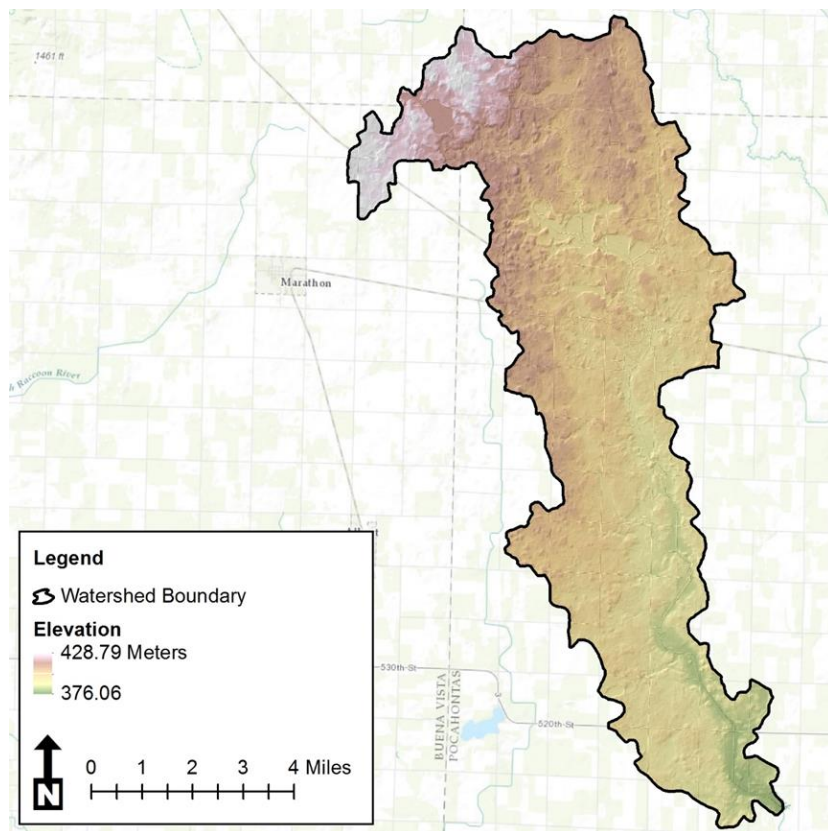 1461 ft
Marathon
Raccoon River
Legend
Watershed Boundary
Elevation
428.79 Meters
376.06
530th St
3
520th St
BUENA VISTA
POCAHONTAS
N
0 1 2 3 4 Miles